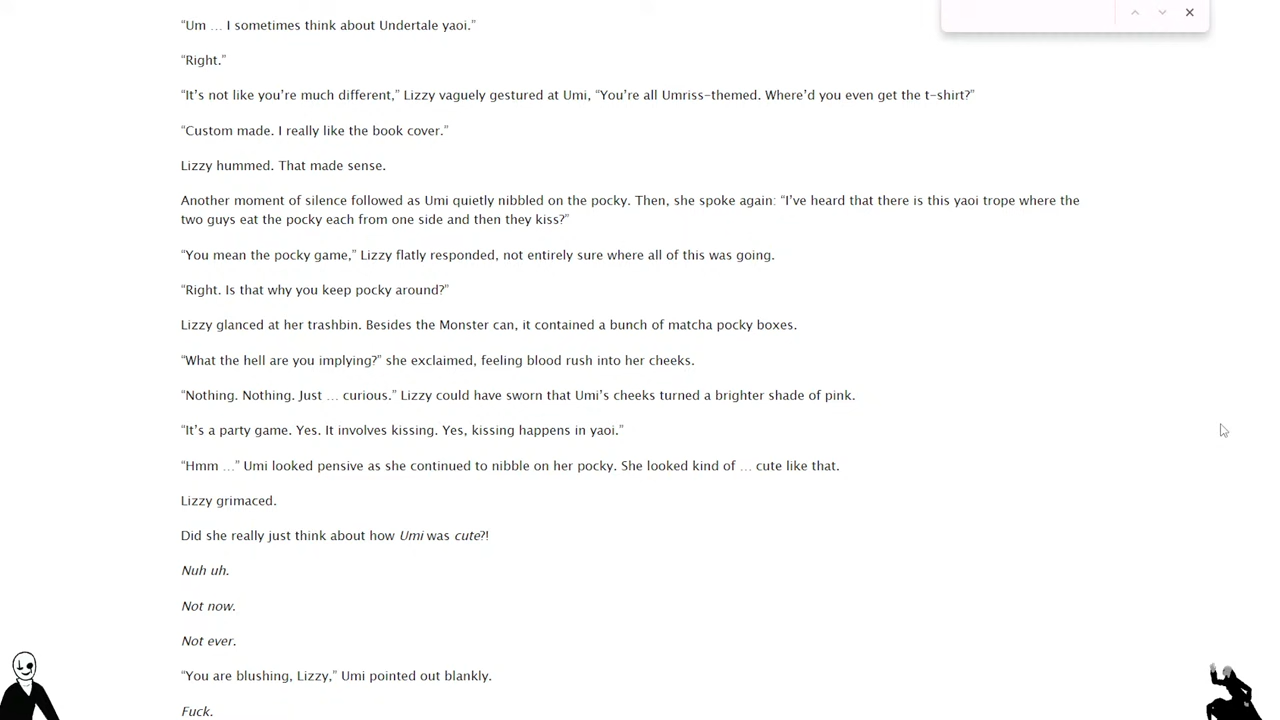 “Um … I sometimes think about Undertale yaoi.”
“Right.”
“It’s not like you’re much different,” Lizzy vaguely gestured at Umi, “You’re all Umriss-themed. Where’d you even get the t-shirt?”
“Custom made. I really like the book cover.”
Lizzy hummed. That made sense.
Another moment of silence followed as Umi quietly nibbled on the pocky. Then, she spoke again: “I’ve heard that there is this yaoi trope where the
two guys eat the pocky each from one side and then they kiss?”
“You mean the pocky game,” Lizzy flatly responded, not entirely sure where all of this was going.
“Right. Is that why you keep pocky around?”
Lizzy glanced at her trashbin. Besides the Monster can, it contained a bunch of matcha pocky boxes.
“What the hell are you implying?” she exclaimed, feeling blood rush into her cheeks.
“Nothing. Nothing. Just … curious.” Lizzy could have sworn that Umi’s cheeks turned a brighter shade of pink.
“It’s a party game. Yes. It involves kissing. Yes, kissing happens in yaoi.”
“Hmm …” Umi looked pensive as she continued to nibble on her pocky. She looked kind of … cute like that.
Lizzy grimaced.
Did she really just think about how Umi was cute?!
Nuh uh.
Not now.
Not ever.
“You are blushing, Lizzy,” Umi pointed out blankly.
Fuck.